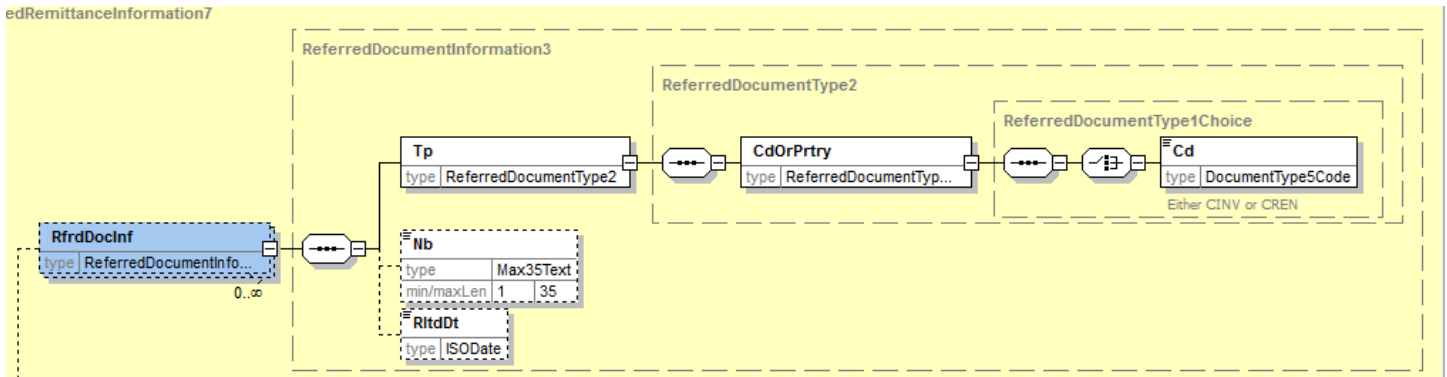 edRemittanceInformation7
ReferredDocumentInformation3
ReferredDocumentType2
ReferredDocumentType1Choice
Tp
type ReferredDocumentType2
CdOrPrtry
type ReferredDocumentTyp...
Cd
type DocumentType5Code
Either CINV or CREN
RfrdDocInf
type ReferredDocumentInfo...
0..∞
Nb
type Max35Text
min/maxLen 1 35
RltdDt
type ISODate